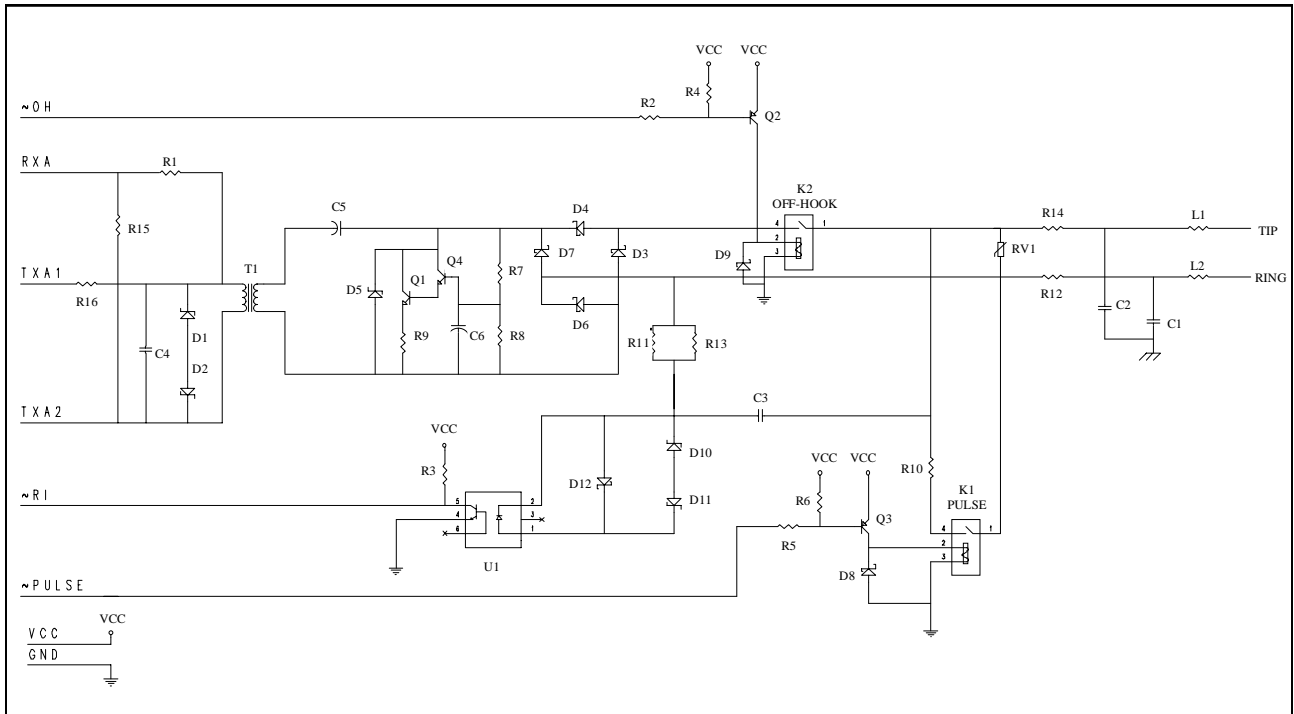 VCC VCC
R4
~OH
R2
Q2
RXA
R1
K2
OFF-HOOK
C5
D4
4 1
R14
L1
TIP
R15
2
3
D7
D3
D9
RV1
T1
Q4
Q1
R7
TXA1
R16
D5
R12
L2
RING
D6
C2
C1
D1
R9
C6
R8
R11
R13
C4
D2
C3
TXA2
VCC
D10
VCC VCC
R10
R3
D12
K1
PULSE
~RI
5
4
6
2
3
1
D11
R6
Q3
4 1
R5
2
3
U1
D8
~PULSE
VCC
VCC
GND